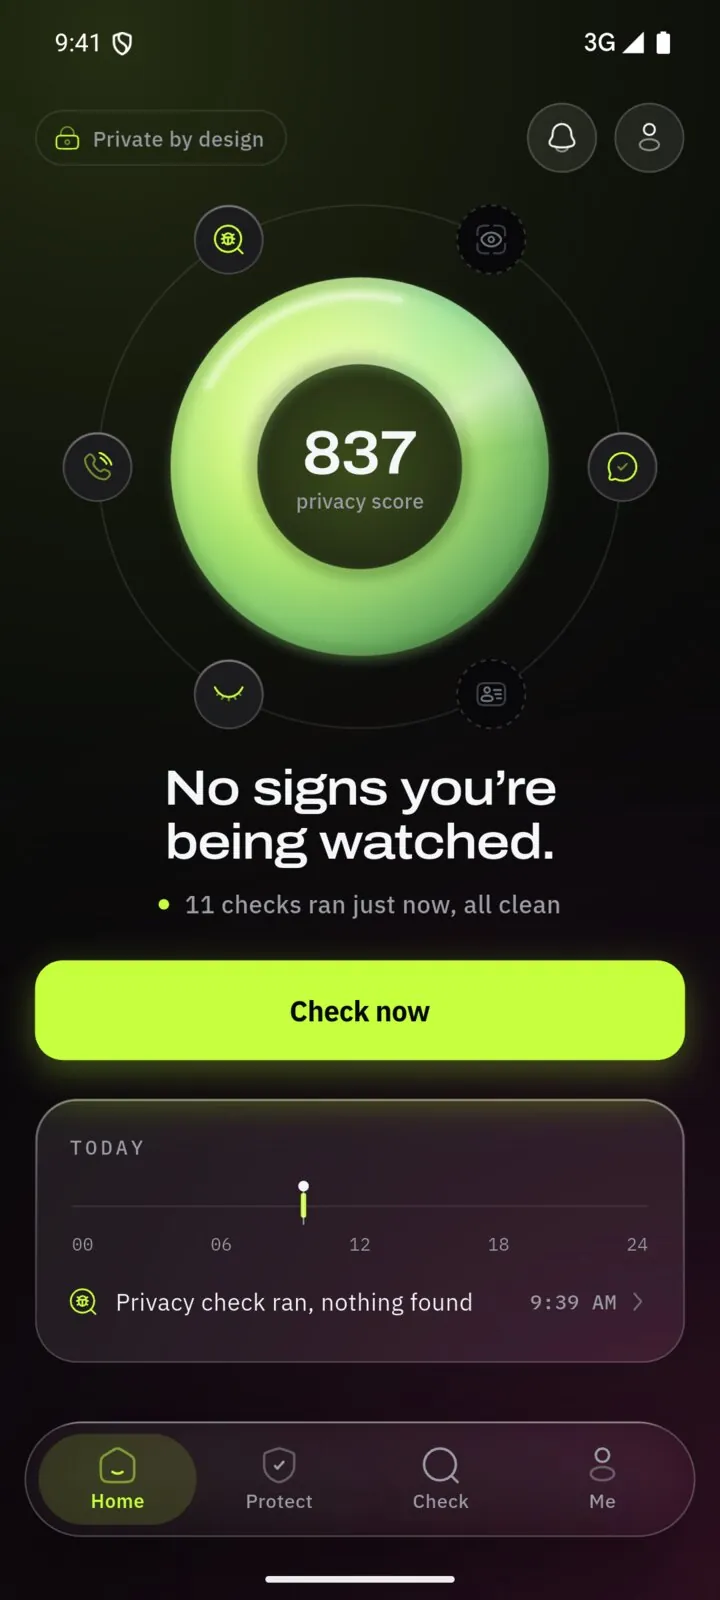 9:41
3G
Private by design
837
privacy score
No signs you’re
being watched.
11 checks ran just now, all clean
Check now
TODAY
00 06 12 18 24
Privacy check ran, nothing found 9:39 AM
Home Protect Check Me